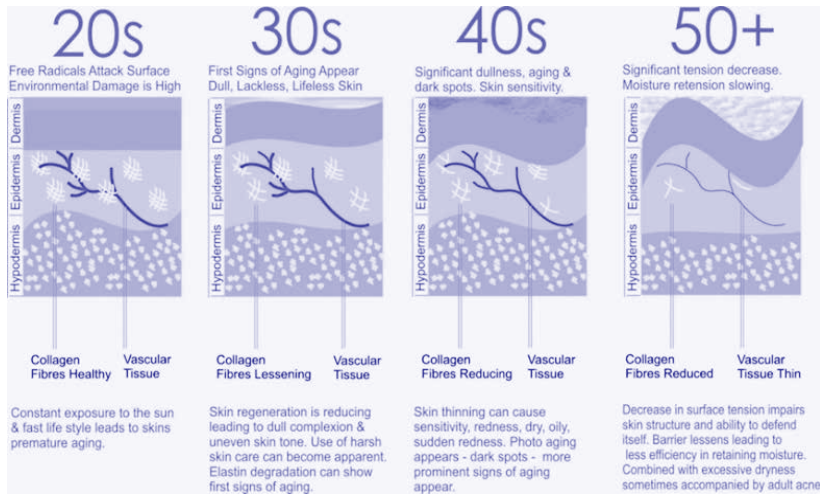 20s
Free Radicals Attack Surface
Environmental Damage is High
Dermis
Epidermis
Hypodermis
Collagen
Fibres Healthy
Vascular
Tissue
Constant exposure to the sun
& fast life style leads to skins
premature aging.
30s
First Signs of Aging Appear
Dull, Lackless, Lifeless Skin
Dermis
Epidermis
Hypodermis
Collagen
Fibres Lessening
Vascular
Tissue
Skin regeneration is reducing
leading to dull complexion &
uneven skin tone. Use of harsh
skin care can become apparent.
Elastin degradation can show
first signs of aging.
40s
Significant dullness, aging &
dark spots. Skin sensitivity.
Dermis
Epidermis
Hypodermis
Collagen
Fibres Reducing
Vascular
Tissue
Skin thinning can cause
sensitivity, redness, dry, oily,
sudden redness. Photo aging
appears - dark spots - more
prominent signs of aging
appear.
50+
Significant tension decrease.
Moisture retension slowing.
Dermis
Epidermis
Hypodermis
Collagen
Fibres Reduced
Vascular
Tissue Thin
Decrease in surface tension impairs
skin structure and ability to defend
itself. Barrier lessens leading to
less efficiency in retaining moisture.
Combined with excessive dryness
sometimes accompanied by adult acne